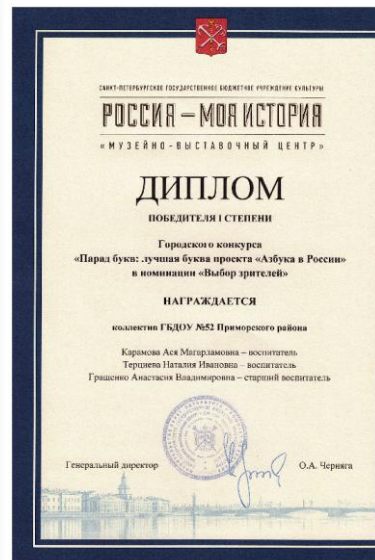 САНКТ-ПЕТЕРБУРГСКОЕ ГОСУДАРСТВЕННОЕ БЮДЖЕТНОЕ УЧРЕЖДЕНИЕ КУЛЬТУРЫ
РОССИЯ – МОЯ ИСТОРИЯ
«МУЗЕЙНО-ВЫСТАВОЧНЫЙ ЦЕНТР»
ДИПЛОМ
ПОБЕДИТЕЛЯ I СТЕПЕНИ
Городского конкурса
«Парад букв: лучшая буква проекта «Азбука в России»
в номинации «Выбор зрителей»
НАГРАЖДАЕТСЯ
коллектив ГБДОУ №52 Приморского района
Карамова Ася Магарламовна – воспитатель
Терциева Наталия Ивановна – воспитатель
Гращенко Анастасия Владимировна – старший воспитатель
Генеральный директор
О.А. Черняга